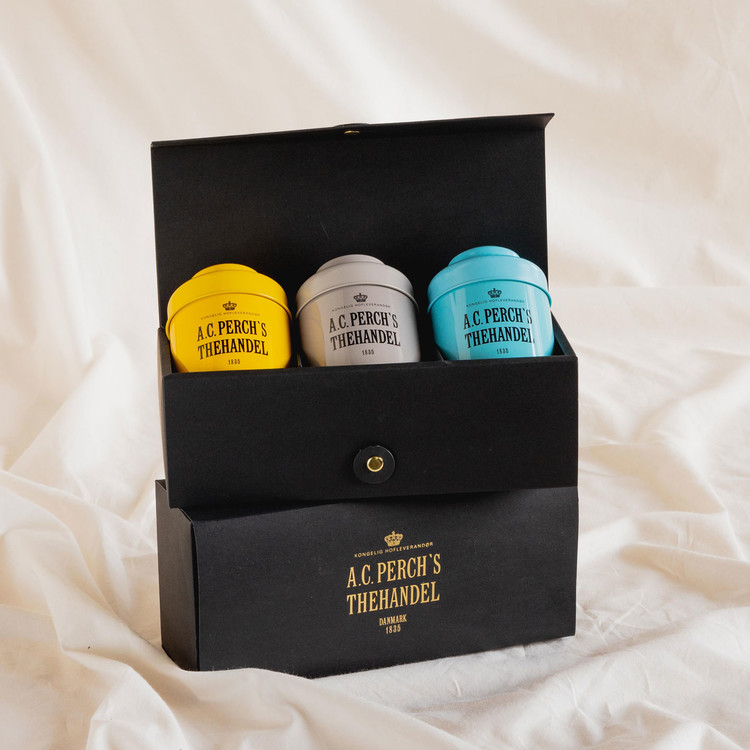 KONGELIG HOFLEVERANDØR
A.C. PERCH'S
THEHANDEL
1835
KONGELIG HOFLEVERANDØR
A.C. PERCH'S
THEHANDEL
1835
KONGELIG HOFLEVERANDØR
A.C. PERCH'S
THEHANDEL
1835
KONGELIG HOFLEVERANDØR
A.C. PERCH'S
THEHANDEL
DANMARK
1835